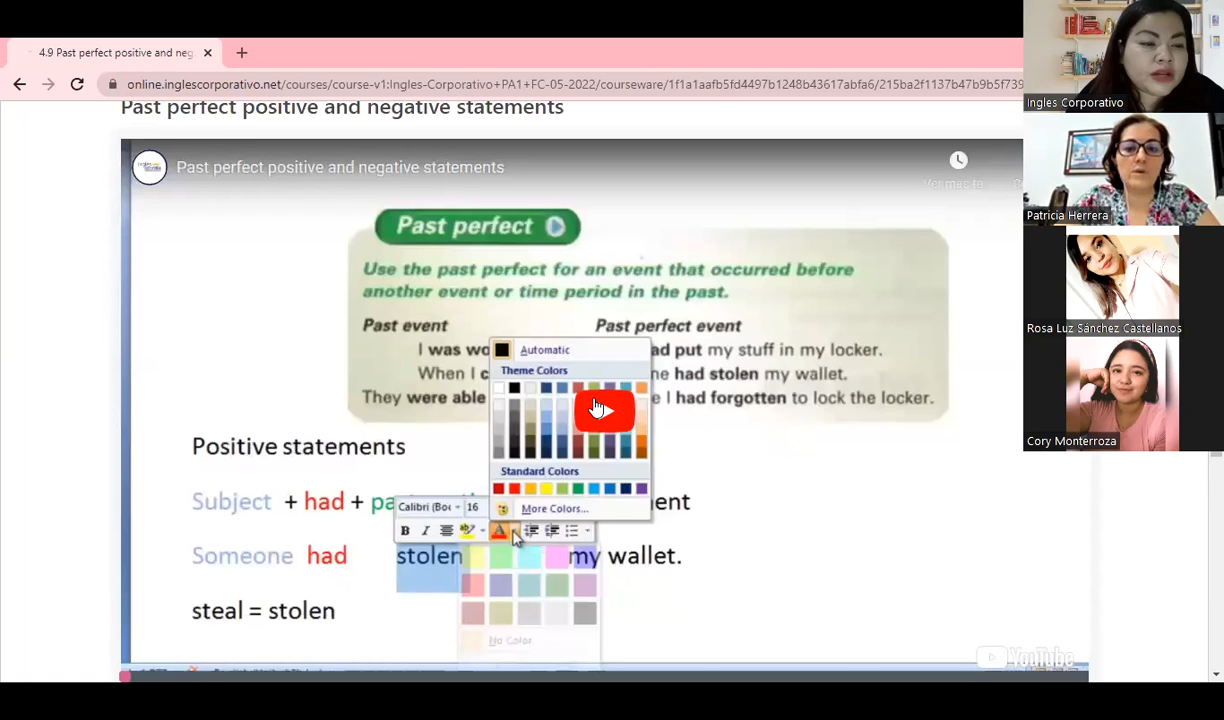 4.9 Past perfect positive and neg
online.inglescorporativo.net/courses/course-v1:Ingles-Corporativo+PA1+FC-05-2022/courseware/1f1a1aafb5fd4497b1248b43617abfa6/215ba2f1137b47b9b5f739
Past perfect positive and negative statements
Past perfect positive and negative statements
Ver más ta
Past perfect
Use the past perfect for an event that occurred before
another event or time period in the past.
Past event Past perfect event
I was wo ad put my stuff in my locker.
When I c ne had stolen my wallet.
They were able e I had forgotten to lock the locker.
Automatic
Theme Colors
Standard Colors
More Colors...
Positive statements
Subject + had + pa ent
Calibri (Boc 16
B I A
Someone had stolen my wallet.
steal = stolen
No Color
YouTube
Ingles Corporativo
Patricia Herrera
Rosa Luz Sánchez Castellanos
Cory Monterroza